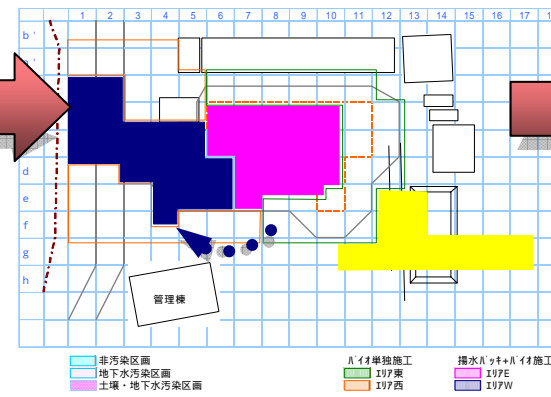 1 2 3 4 5 6 7 8 9 10 11 12 13 14 15 16 17
b'
d
e
f
g
h
管理棟
非汚染区画
地下水汚染区画
土壌・地下水汚染区画
バイオ単独施工
エリア東
エリア西
揚水バッキ+バイオ施工
エリアE
エリアW